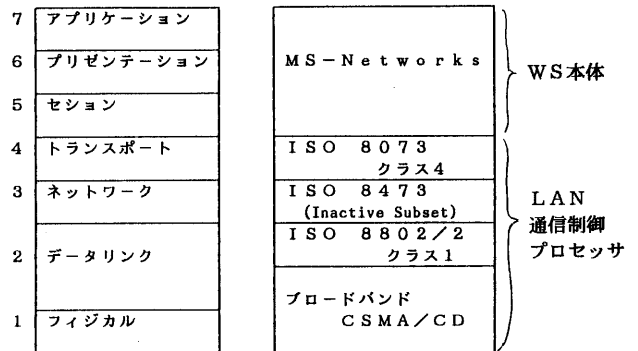 7 アプリケーション
6 プリゼンテーション
5 セション
4 トランスポート
3 ネットワーク
2 データリンク
1 フィジカル
MS-Networks
ISO 8073
クラス4
ISO 8473
(Inactive Subset)
ISO 8802/2
クラス1
ブロードバンド
CSMA/CD
WS本体
LAN
通信制御
プロセッサ